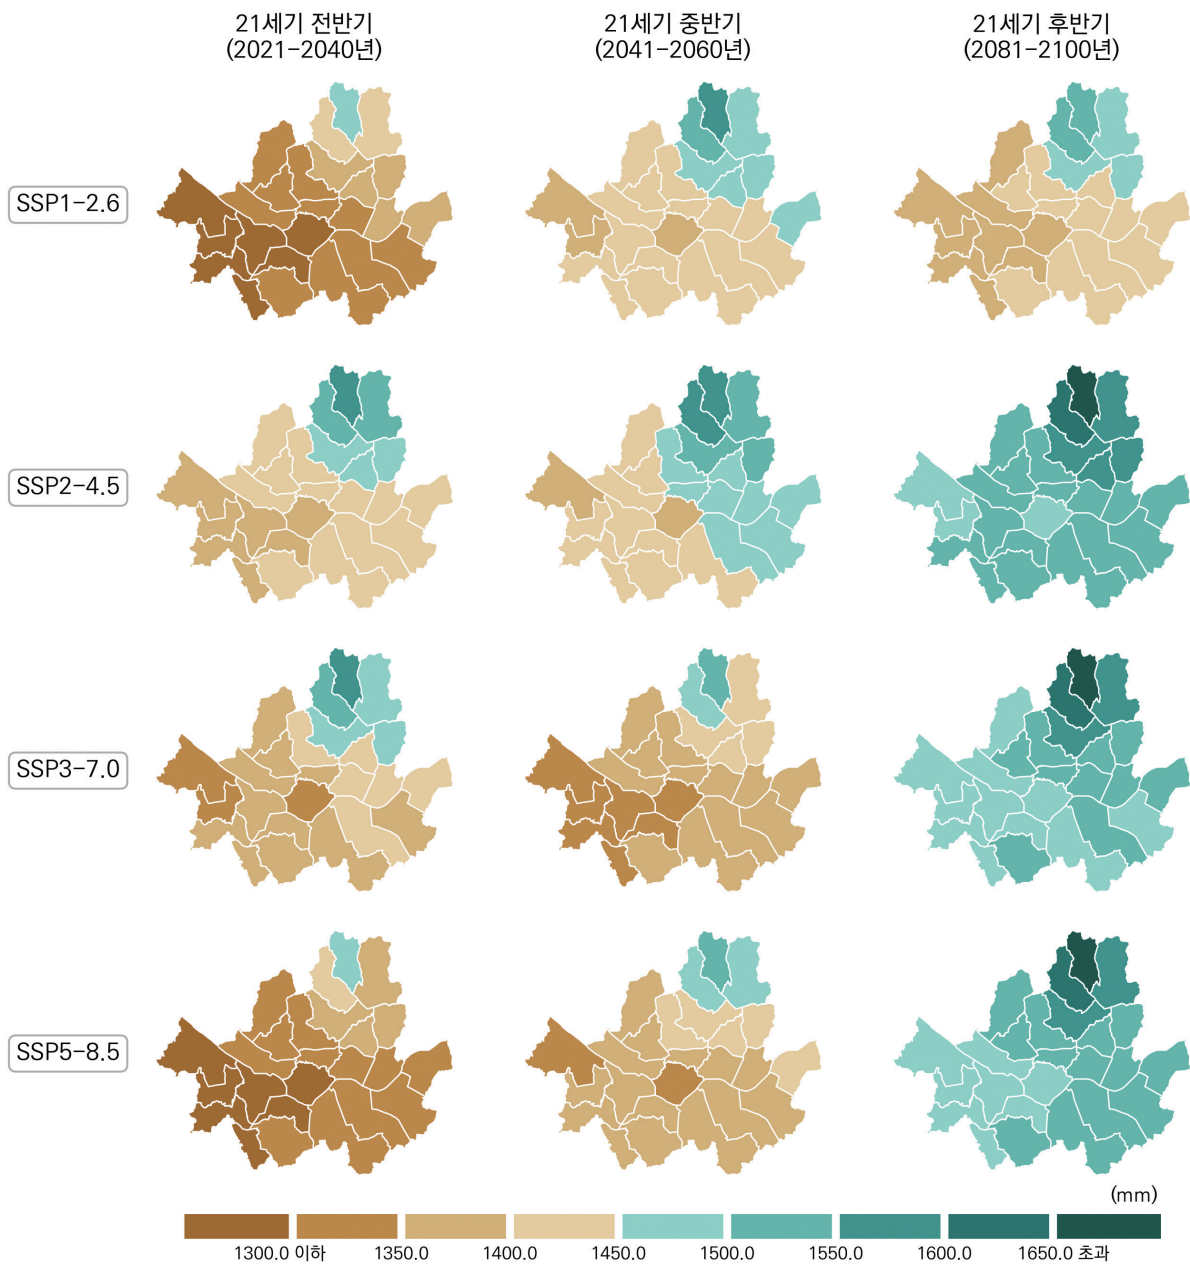 21세기 전반기
(2021-2040년)
21세기 중반기
(2041-2060년)
21세기 후반기
(2081-2100년)
SSP1-2.6
SSP2-4.5
SSP3-7.0
SSP5-8.5
(mm)
1300.0 이하 1350.0 1400.0 1450.0 1500.0 1550.0 1600.0 1650.0 초과